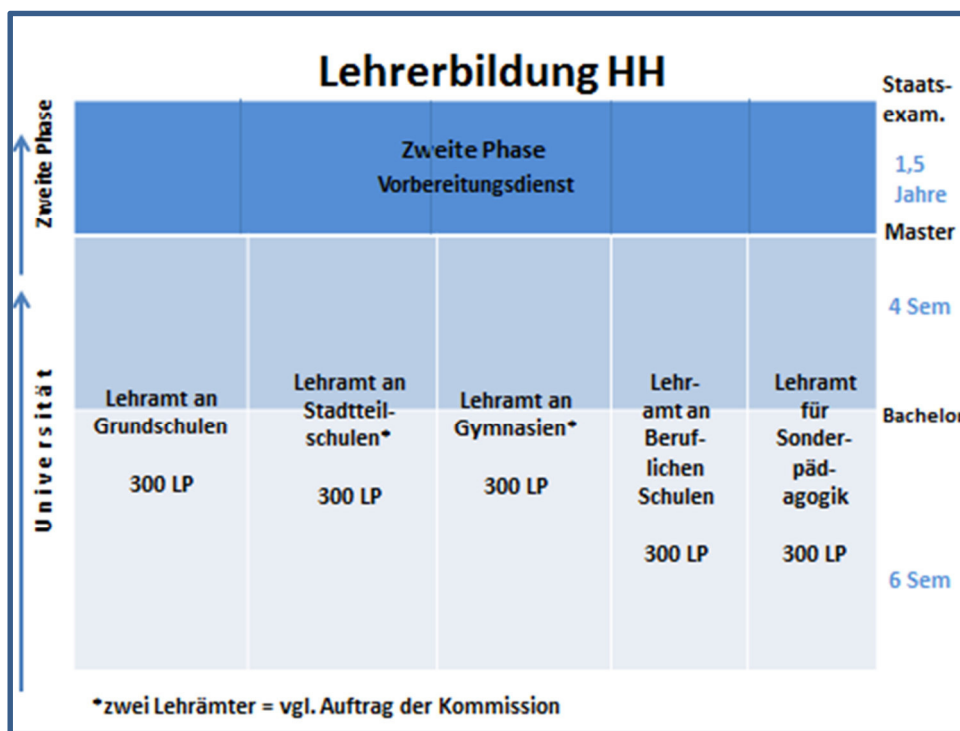 Lehrerbildung HH
Zweite Phase
Universität
Zweite Phase
Vorbereitungsdienst
Staats-
exam.
1,5
Jahre
Master
4 Sem
Bachelor
6 Sem
Lehramt an
Grundschulen
300 LP
Lehramt an
Stadtteil-
schulen*
300 LP
Lehramt an
Gymnasien*
300 LP
Lehr-
amt an
Beruf-
lichen
Schulen
300 LP
Lehramt
für
Sonder-
päd-
agogik
300 LP
*zwei Lehrämter = vgl. Auftrag der Kommission